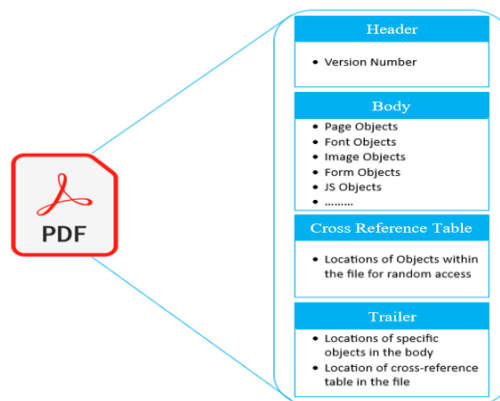 Header
• Version Number
Body
• Page Objects
• Font Objects
• Image Objects
• Form Objects
• JS Objects
• .........
PDF
Cross Reference Table
• Locations of Objects within
the file for random access
Trailer
• Locations of specific
objects in the body
• Location of cross-reference
table in the file